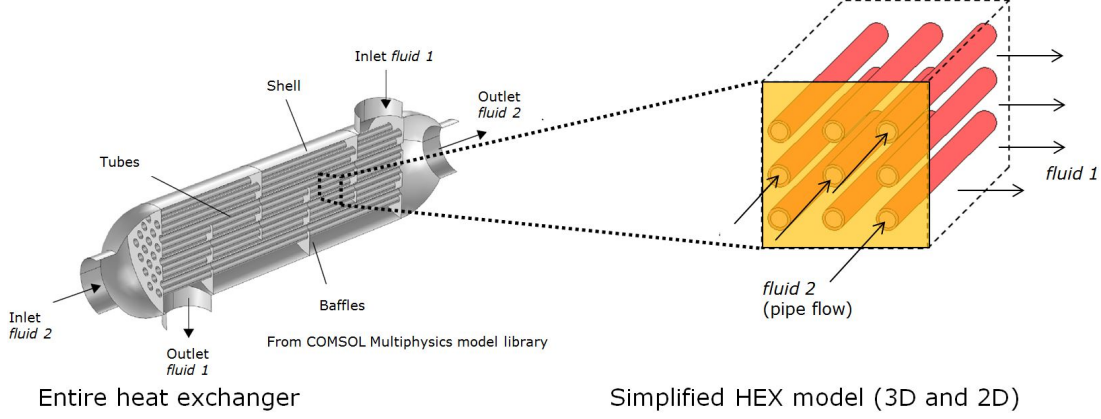 Inlet fluid 1
Shell
Outlet
fluid 2
Tubes
fluid 1
Baffles
fluid 2
(pipe flow)
Inlet
fluid 2
From COMSOL Multiphysics model library
Outlet
fluid 1
Entire heat exchanger
Simplified HEX model (3D and 2D)